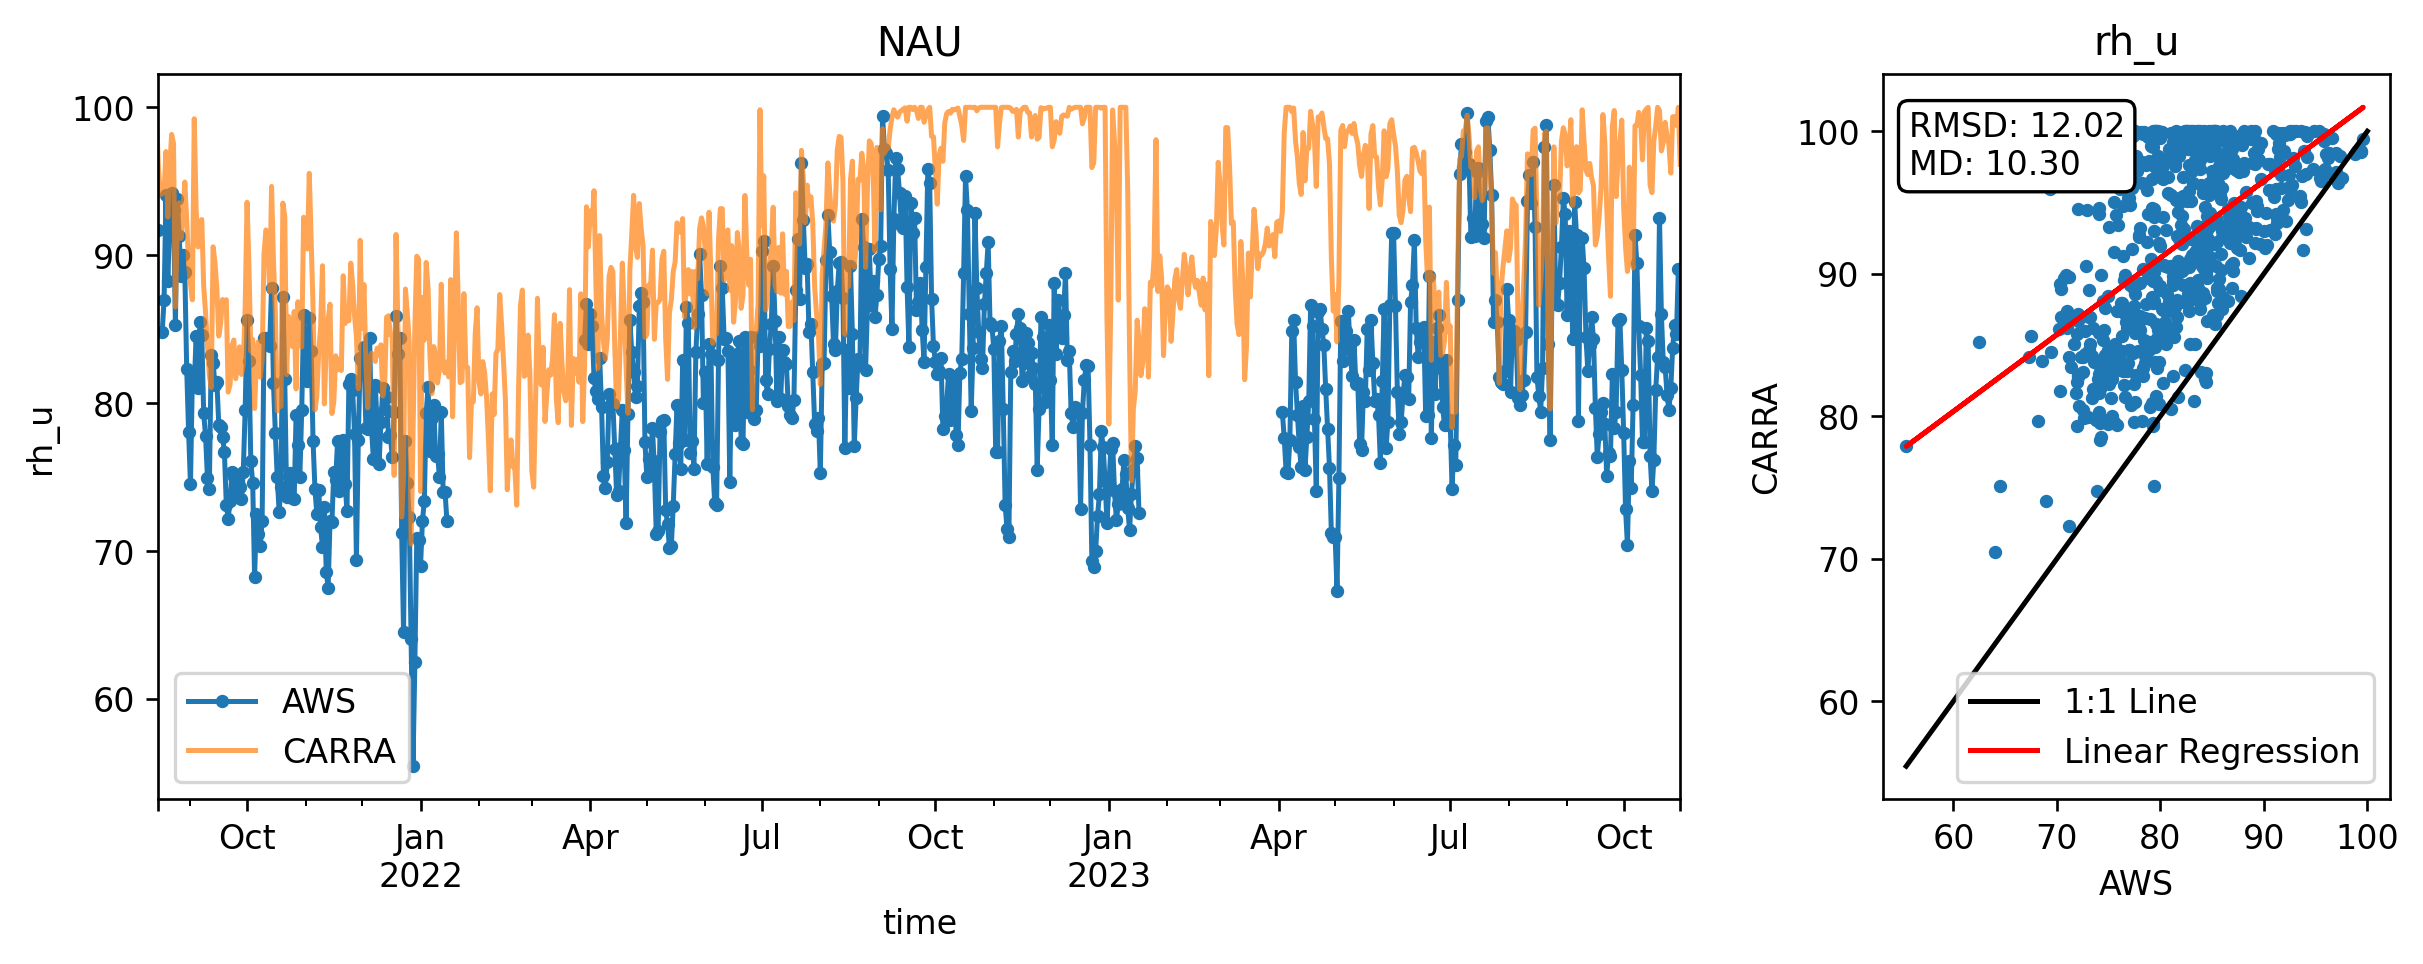 NAU
rh_u
100
90
80
70
60
AWS
CARRA
Oct
Jan
2022
Apr
Jul
Oct
Jan
2023
Apr
Jul
Oct
time
rh_u
RMSD: 12.02
MD: 10.30
CARRA
100
90
80
70
60
1:1 Line
Linear Regression
60
70
80
90
100
AWS